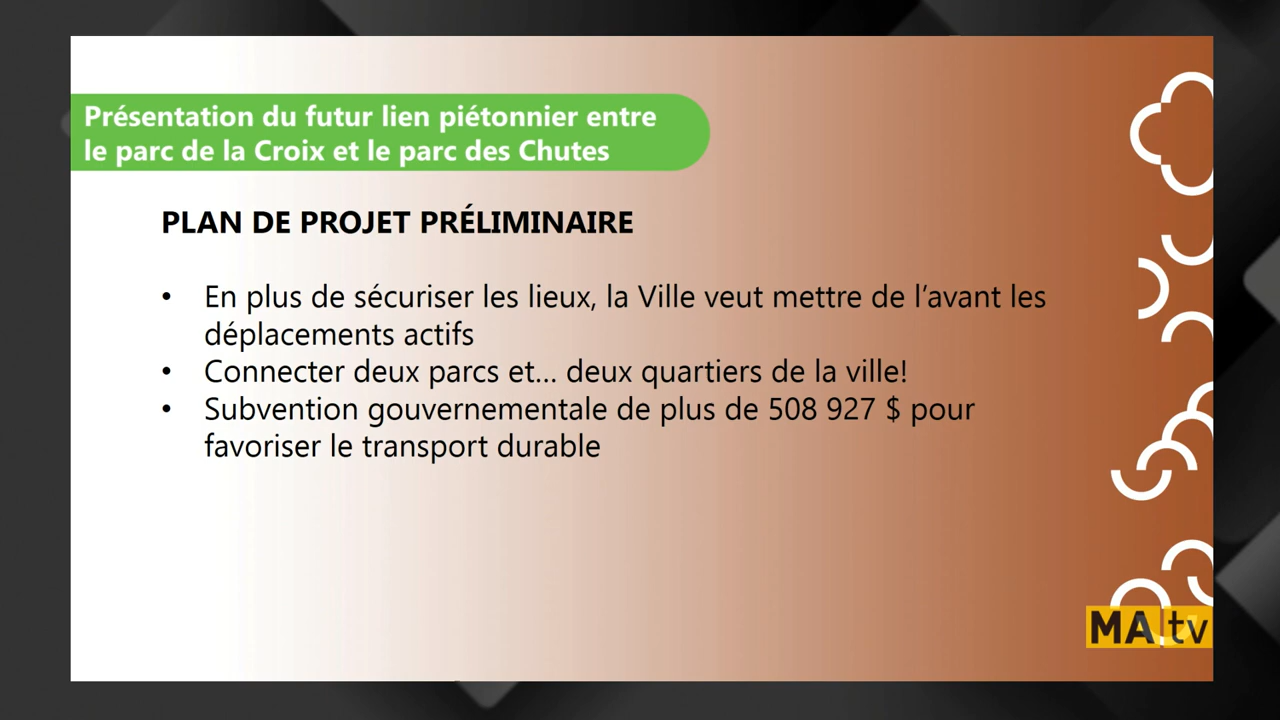 Présentation du futur lien piétonnier entre
le parc de la Croix et le parc des Chutes
PLAN DE PROJET PRÉLIMINAIRE
• En plus de sécuriser les lieux, la Ville veut mettre de l’avant les
déplacements actifs
• Connecter deux parcs et... deux quartiers de la ville!
• Subvention gouvernementale de plus de 508 927 $ pour
favoriser le transport durable
MAtv